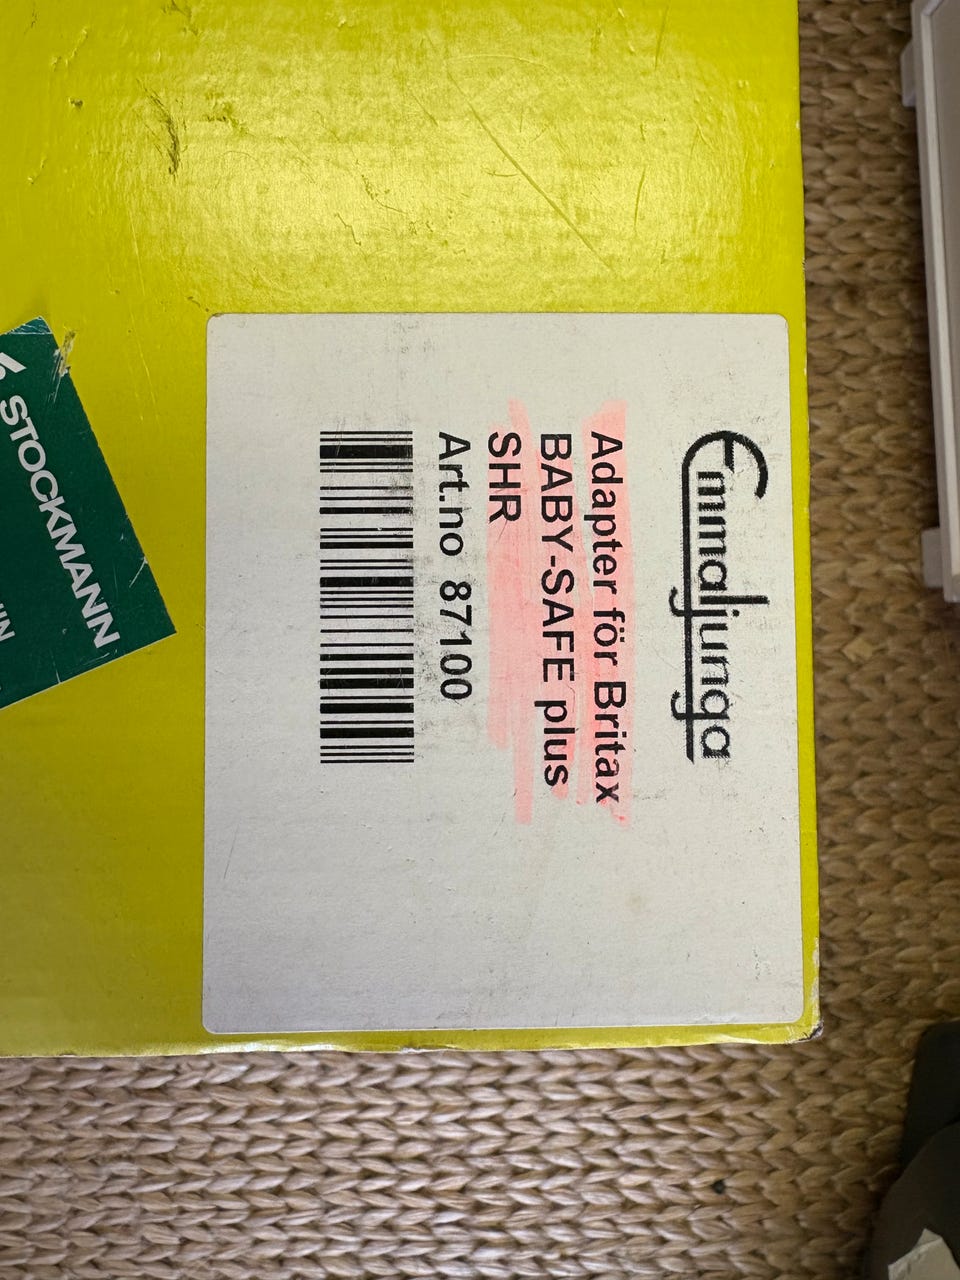 Emmaljunga
Adapter för Britax
BABY-SAFE plus
SHR
Art.no 87100
STOCKMANN